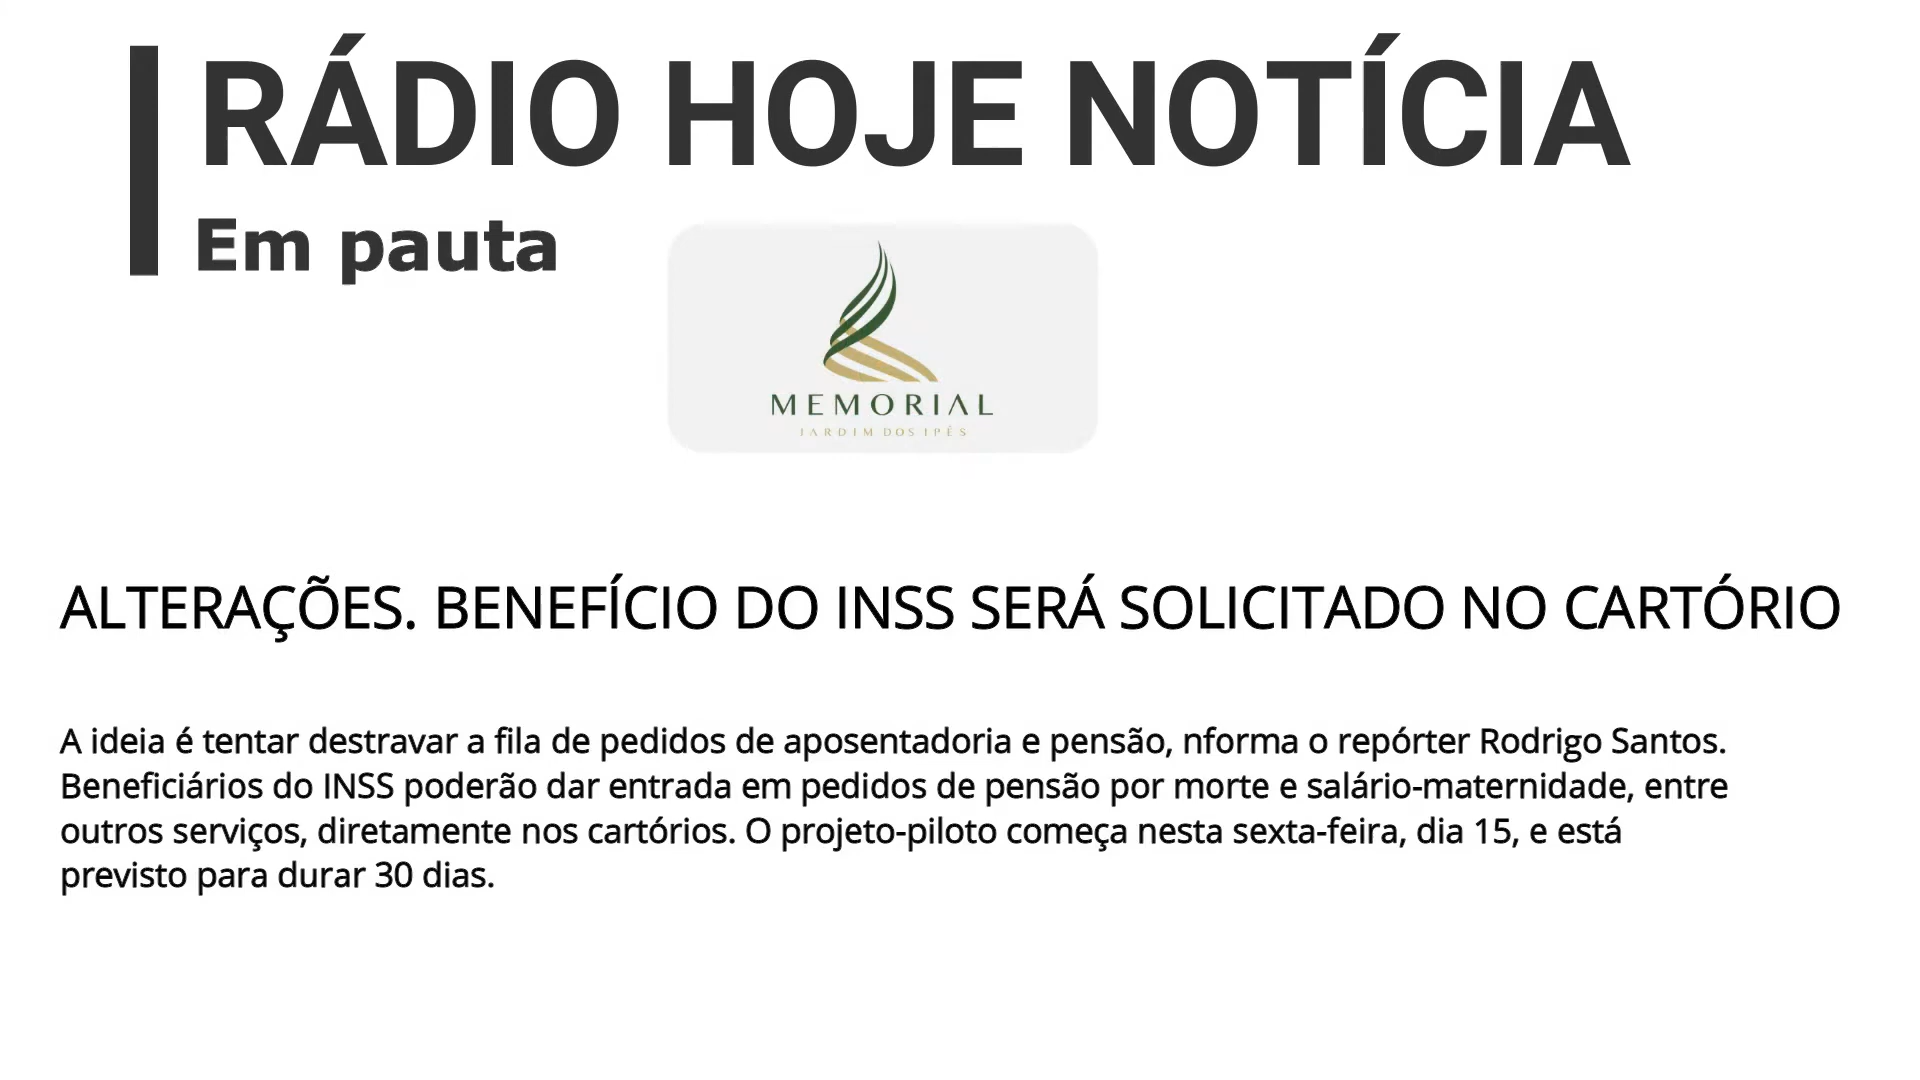 RÁDIO HOJE NOTÍCIA
Em pauta
MEMORIAL
JARDIM DOS IPÊS
ALTERAÇÕES. BENEFÍCIO DO INSS SERÁ SOLICITADO NO CARTÓRIO
A ideia é tentar destravar a fila de pedidos de aposentadoria e pensão, nforma o repórter Rodrigo Santos.
Beneficiários do INSS poderão dar entrada em pedidos de pensão por morte e salário-maternidade, entre
outros serviços, diretamente nos cartórios. O projeto-piloto começa nesta sexta-feira, dia 15, e está
previsto para durar 30 dias.